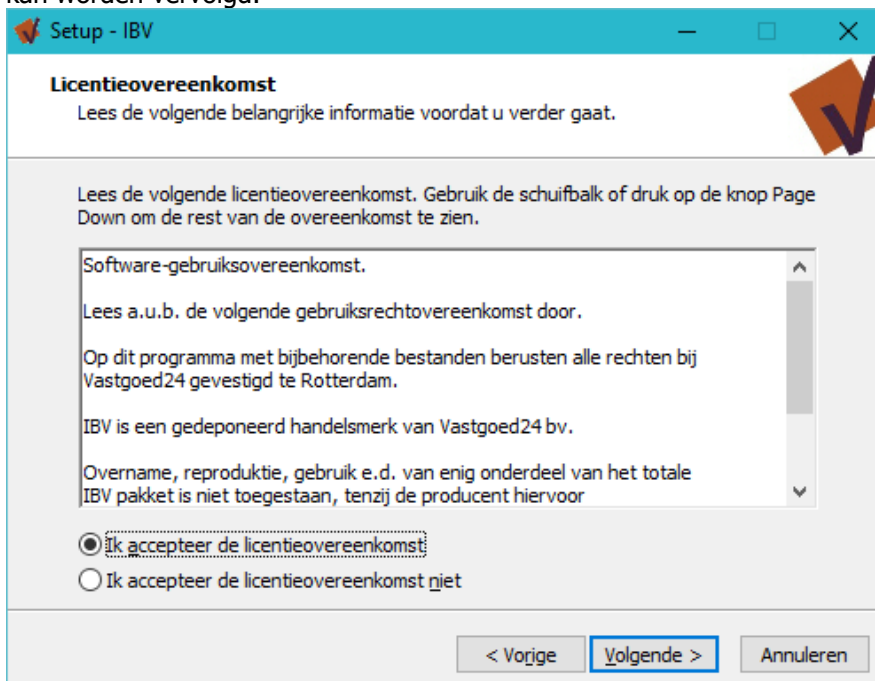 kan worden vervolgd.
Setup - IBV
Licentieovereenkomst
Lees de volgende belangrijke informatie voordat u verder gaat.
Lees de volgende licentieovereenkomst. Gebruik de schuifbalk of druk op de knop Page
Down om de rest van de overeenkomst te zien.
Software-gebruiksovereenkomst.
Lees a.u.b. de volgende gebruiksrechtovereenkomst door.
Op dit programma met bijbehorende bestanden berusten alle rechten bij
Vastgoed24 gevestigd te Rotterdam.
IBV is een gedeponeerd handelsmerk van Vastgoed24 bv.
Overname, reproduktie, gebruik e.d. van enig onderdeel van het totale
IBV pakket is niet toegestaan, tenzij de producent hiervoor
Ik accepteer de licentieovereenkomst
Ik accepteer de licentieovereenkomst niet
< Vorige Volgende > Annuleren